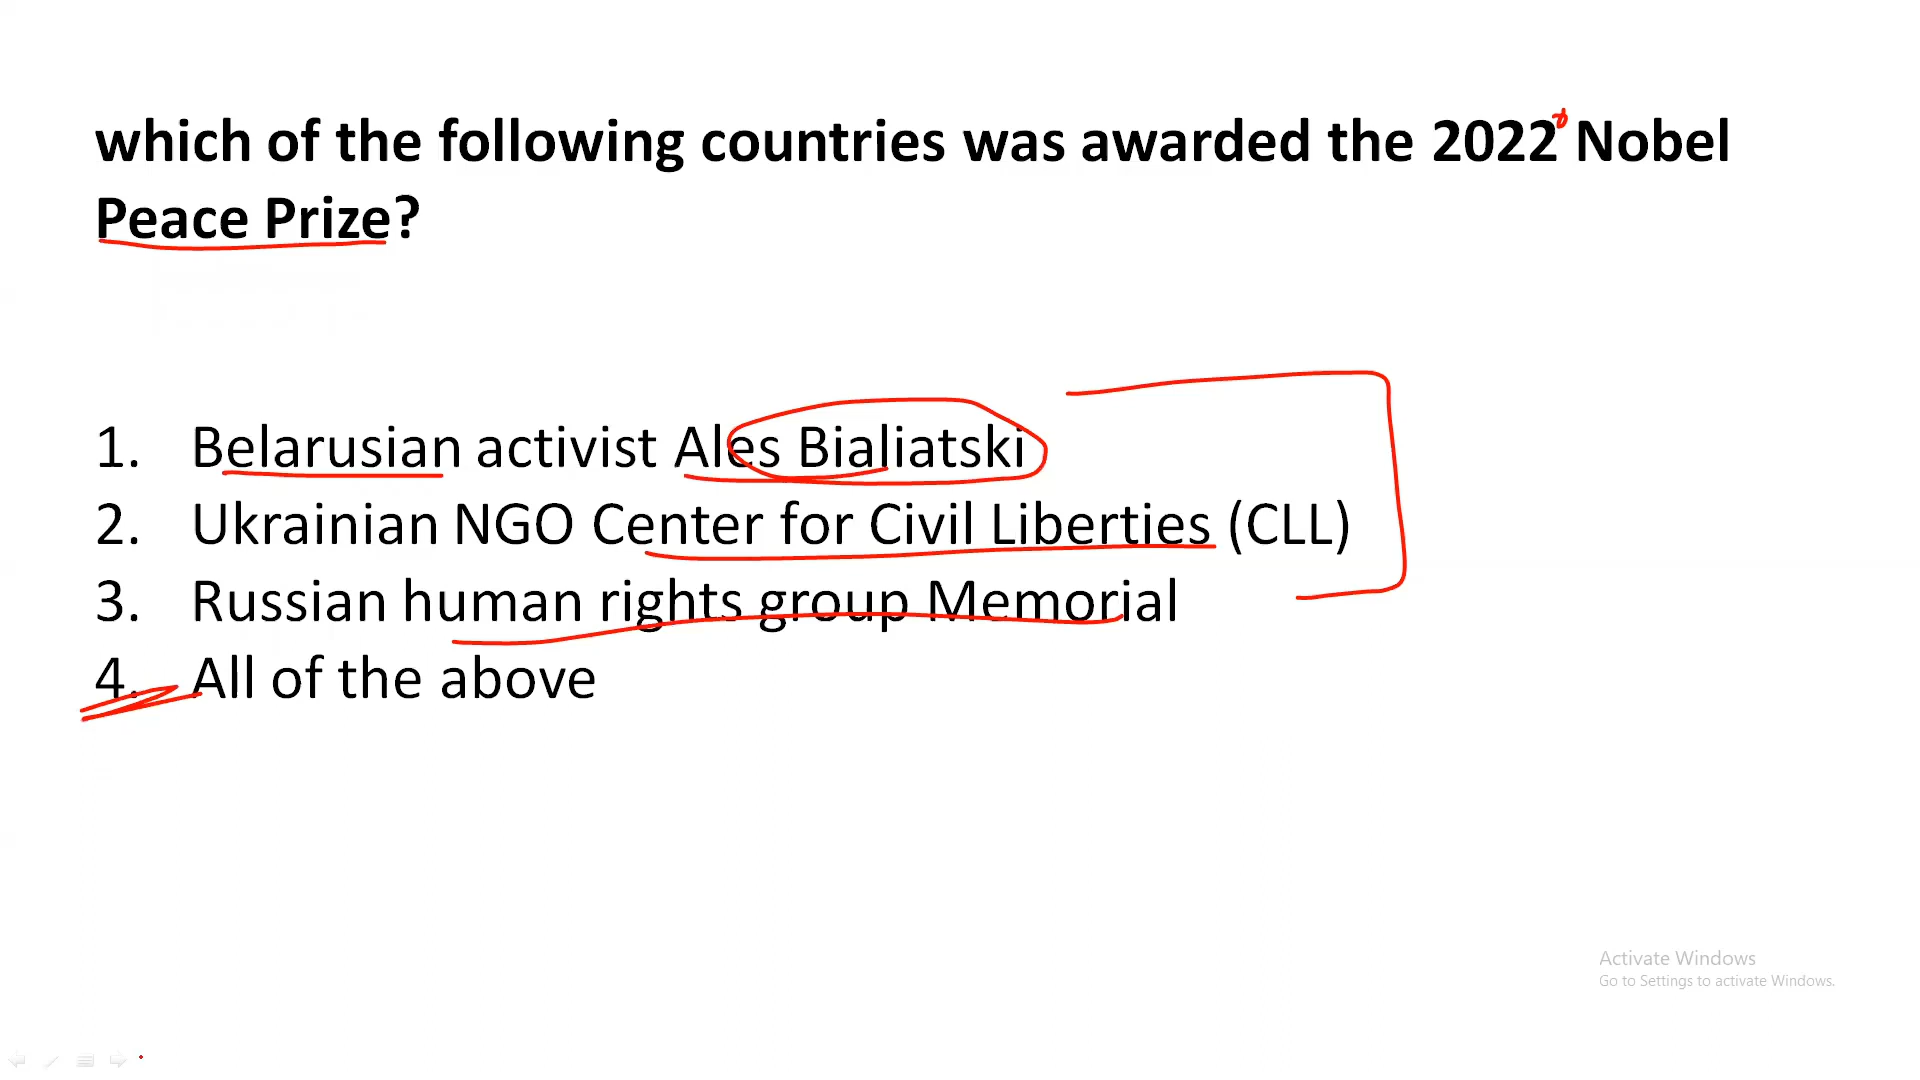 which of the following countries was awarded the 2022 Nobel
Peace Prize?
1. Belarusian activist Ales Bialiatski
2. Ukrainian NGO Center for Civil Liberties (CLL)
3. Russian human rights group Memorial
4. All of the above
Activate Windows
Go to Settings to activate Windows.